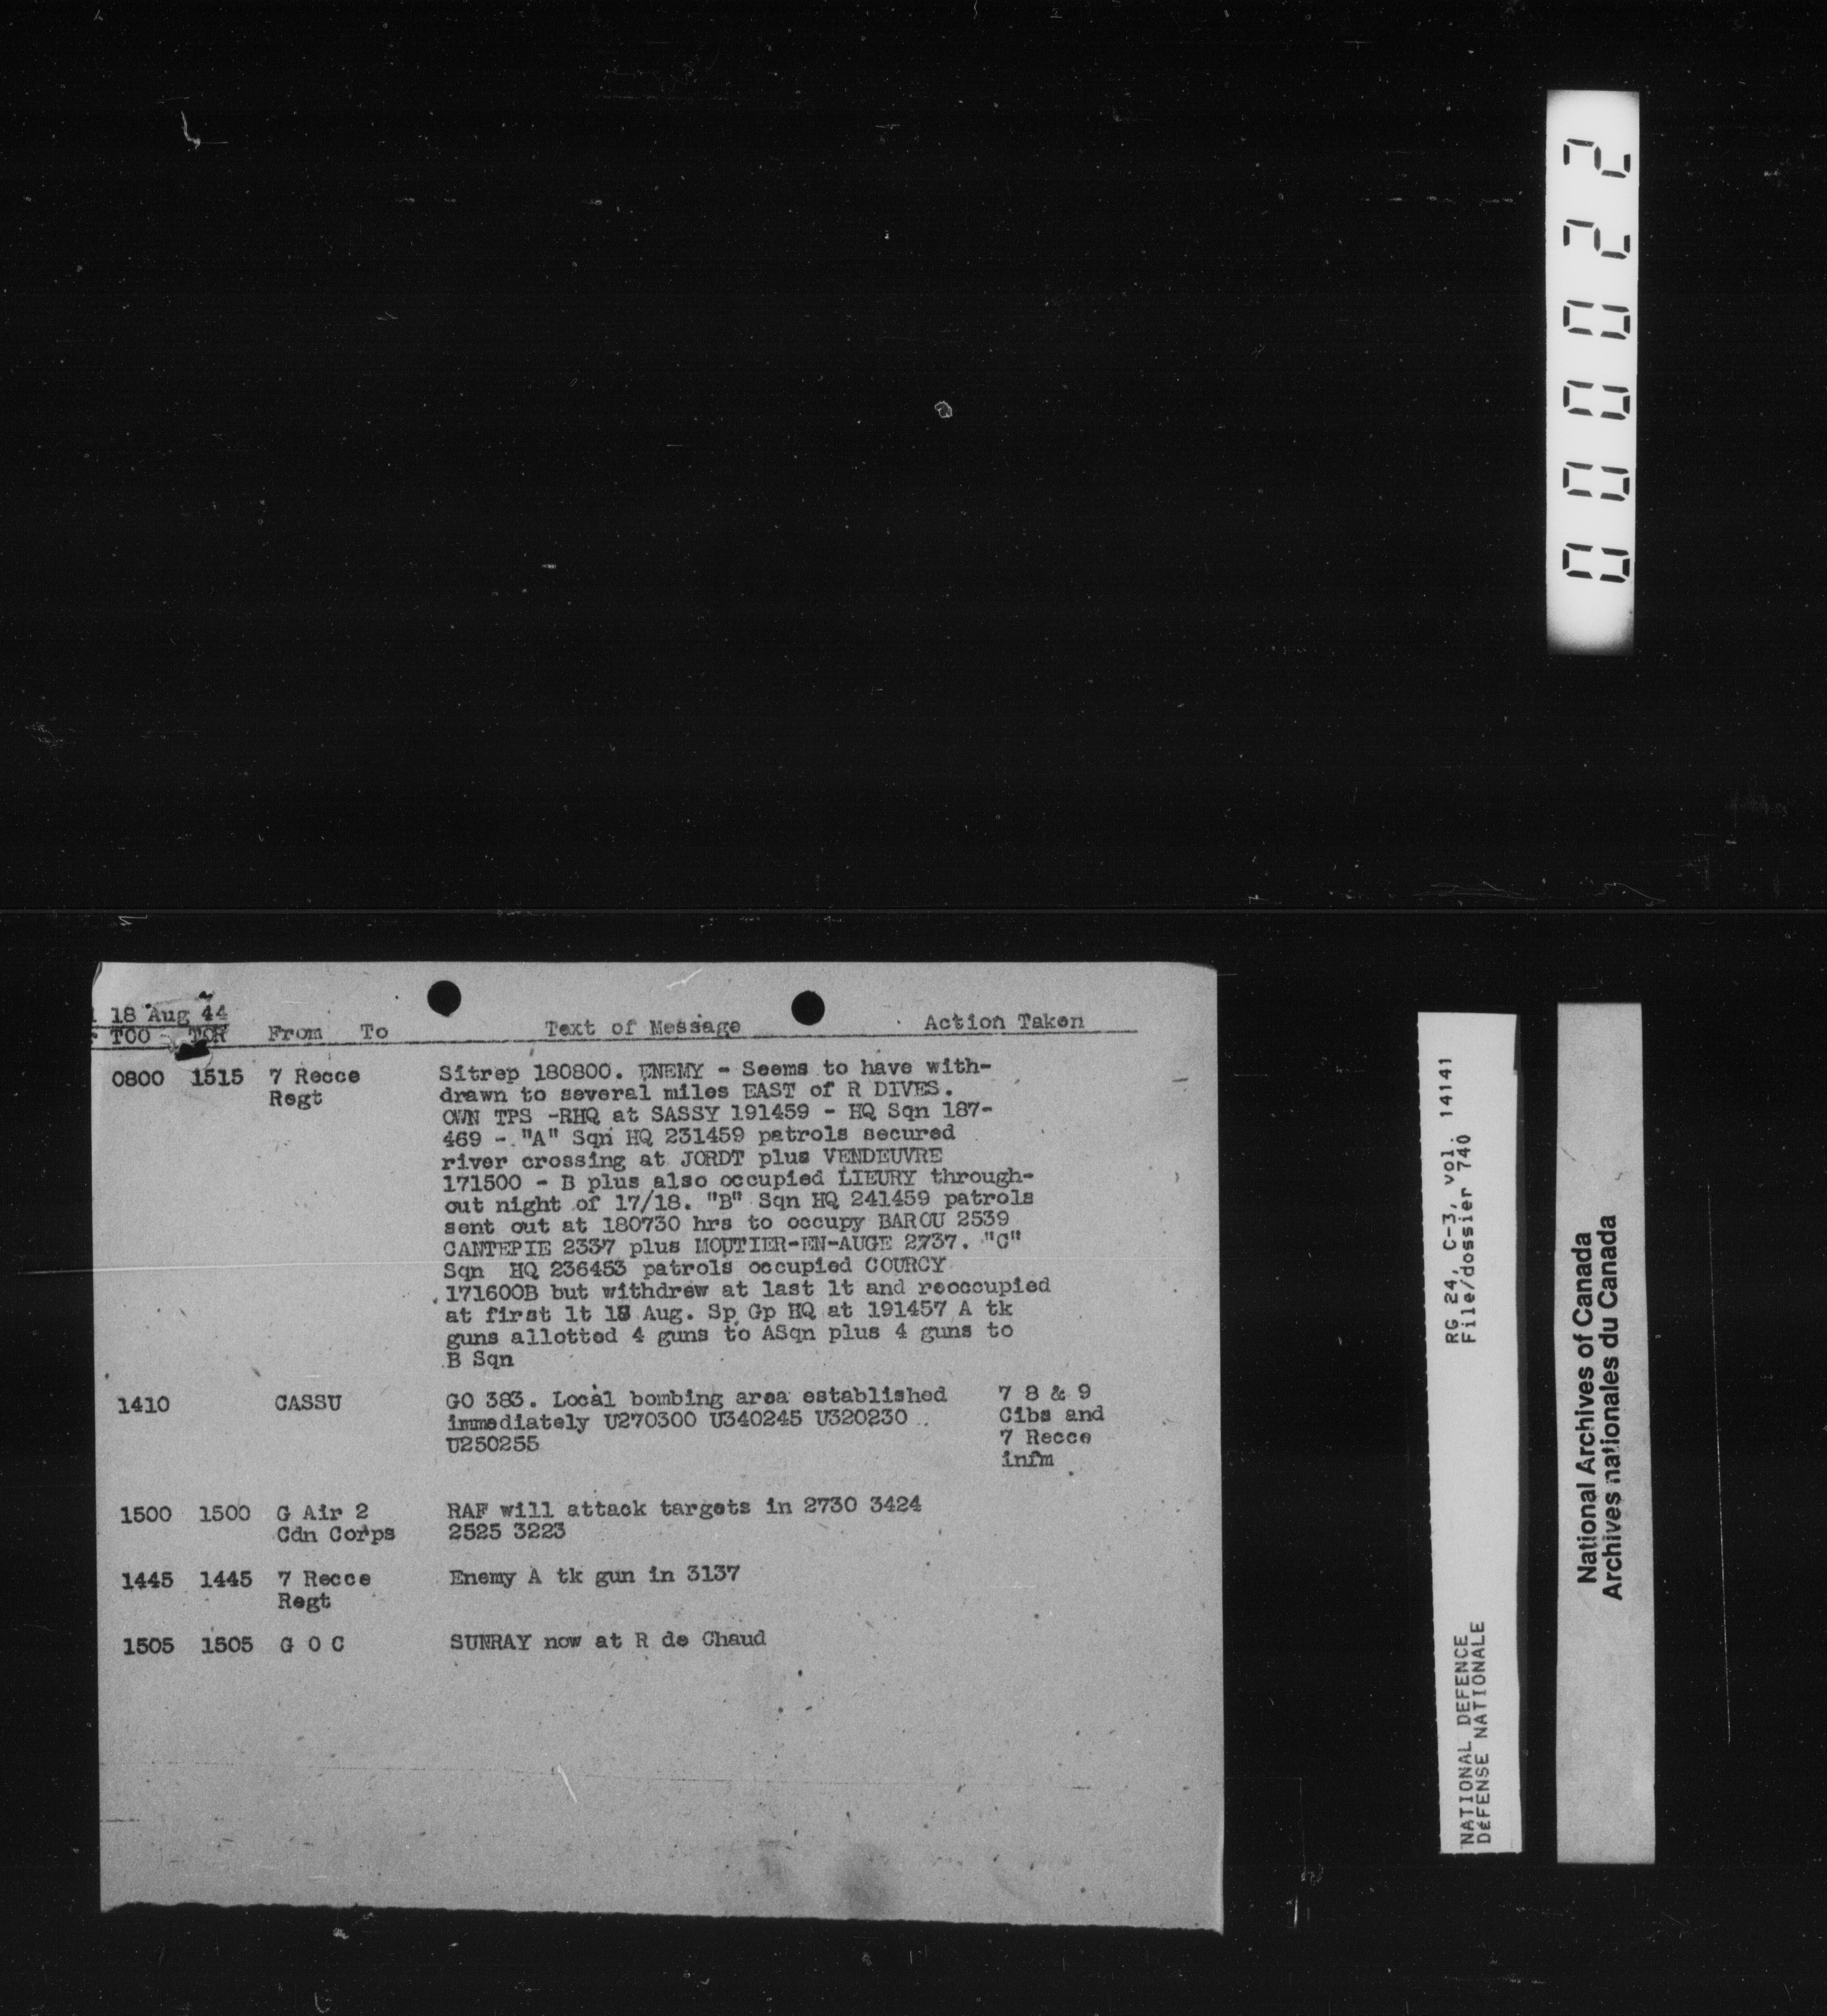 000022
18 Aug 44
TOO TOR From To Text of Message Action Taken
0800 1515 7 Recce Sitrep 180800. ENEMY - Seems to have with-
Regt drawn to several miles EAST of R DIVES.
OWN TPS -RHQ at SASSY 191459 - HQ Sqn 187-
469 - "A" Sqn HQ 231459 patrols secured
river crossing at JORDT plus VENDEUVRE
171500 - B plus also occupied LIEURY through-
out night of 17/18. "B" Sqn HQ 241459 patrols
sent out at 180730 hrs to occupy BAROU 2539
CANTEPIE 2337 plus MOUTIER-EN-AUGE 2737. "C"
Sqn HQ 236453 patrols occupied COURCY
171600B but withdrew at last lt and reoccupied
at first lt 18 Aug. Sp Gp HQ at 191457 A tk
guns allotted 4 guns to ASqn plus 4 guns to
B Sqn
1410 CASSU GO 383. Local bombing area established 7 8 & 9
immediately U270300 U340245 U320230 Cibs and
U250255 7 Recce
infm
1500 1500 G Air 2 RAF will attack targets in 2730 3424
Cdn Corps 2525 3223
1445 1445 7 Recce Enemy A tk gun in 3137
Regt
1505 1505 G O C SUNRAY now at R de Chaud
RG 24, C-3, vol. 14141
File/dossier 740
NATIONAL DEFENCE
DÉFENSE NATIONALE
National Archives of Canada
Archives nationales du Canada